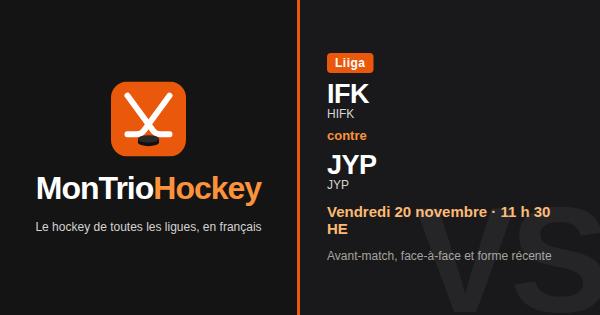 MonTrioHockey
Le hockey de toutes les ligues, en français
Liiga
IFK
HIFK
contre
JYP
JYP
Vendredi 20 novembre · 11 h 30
HE
Avant-match, face-à-face et forme récente
VS